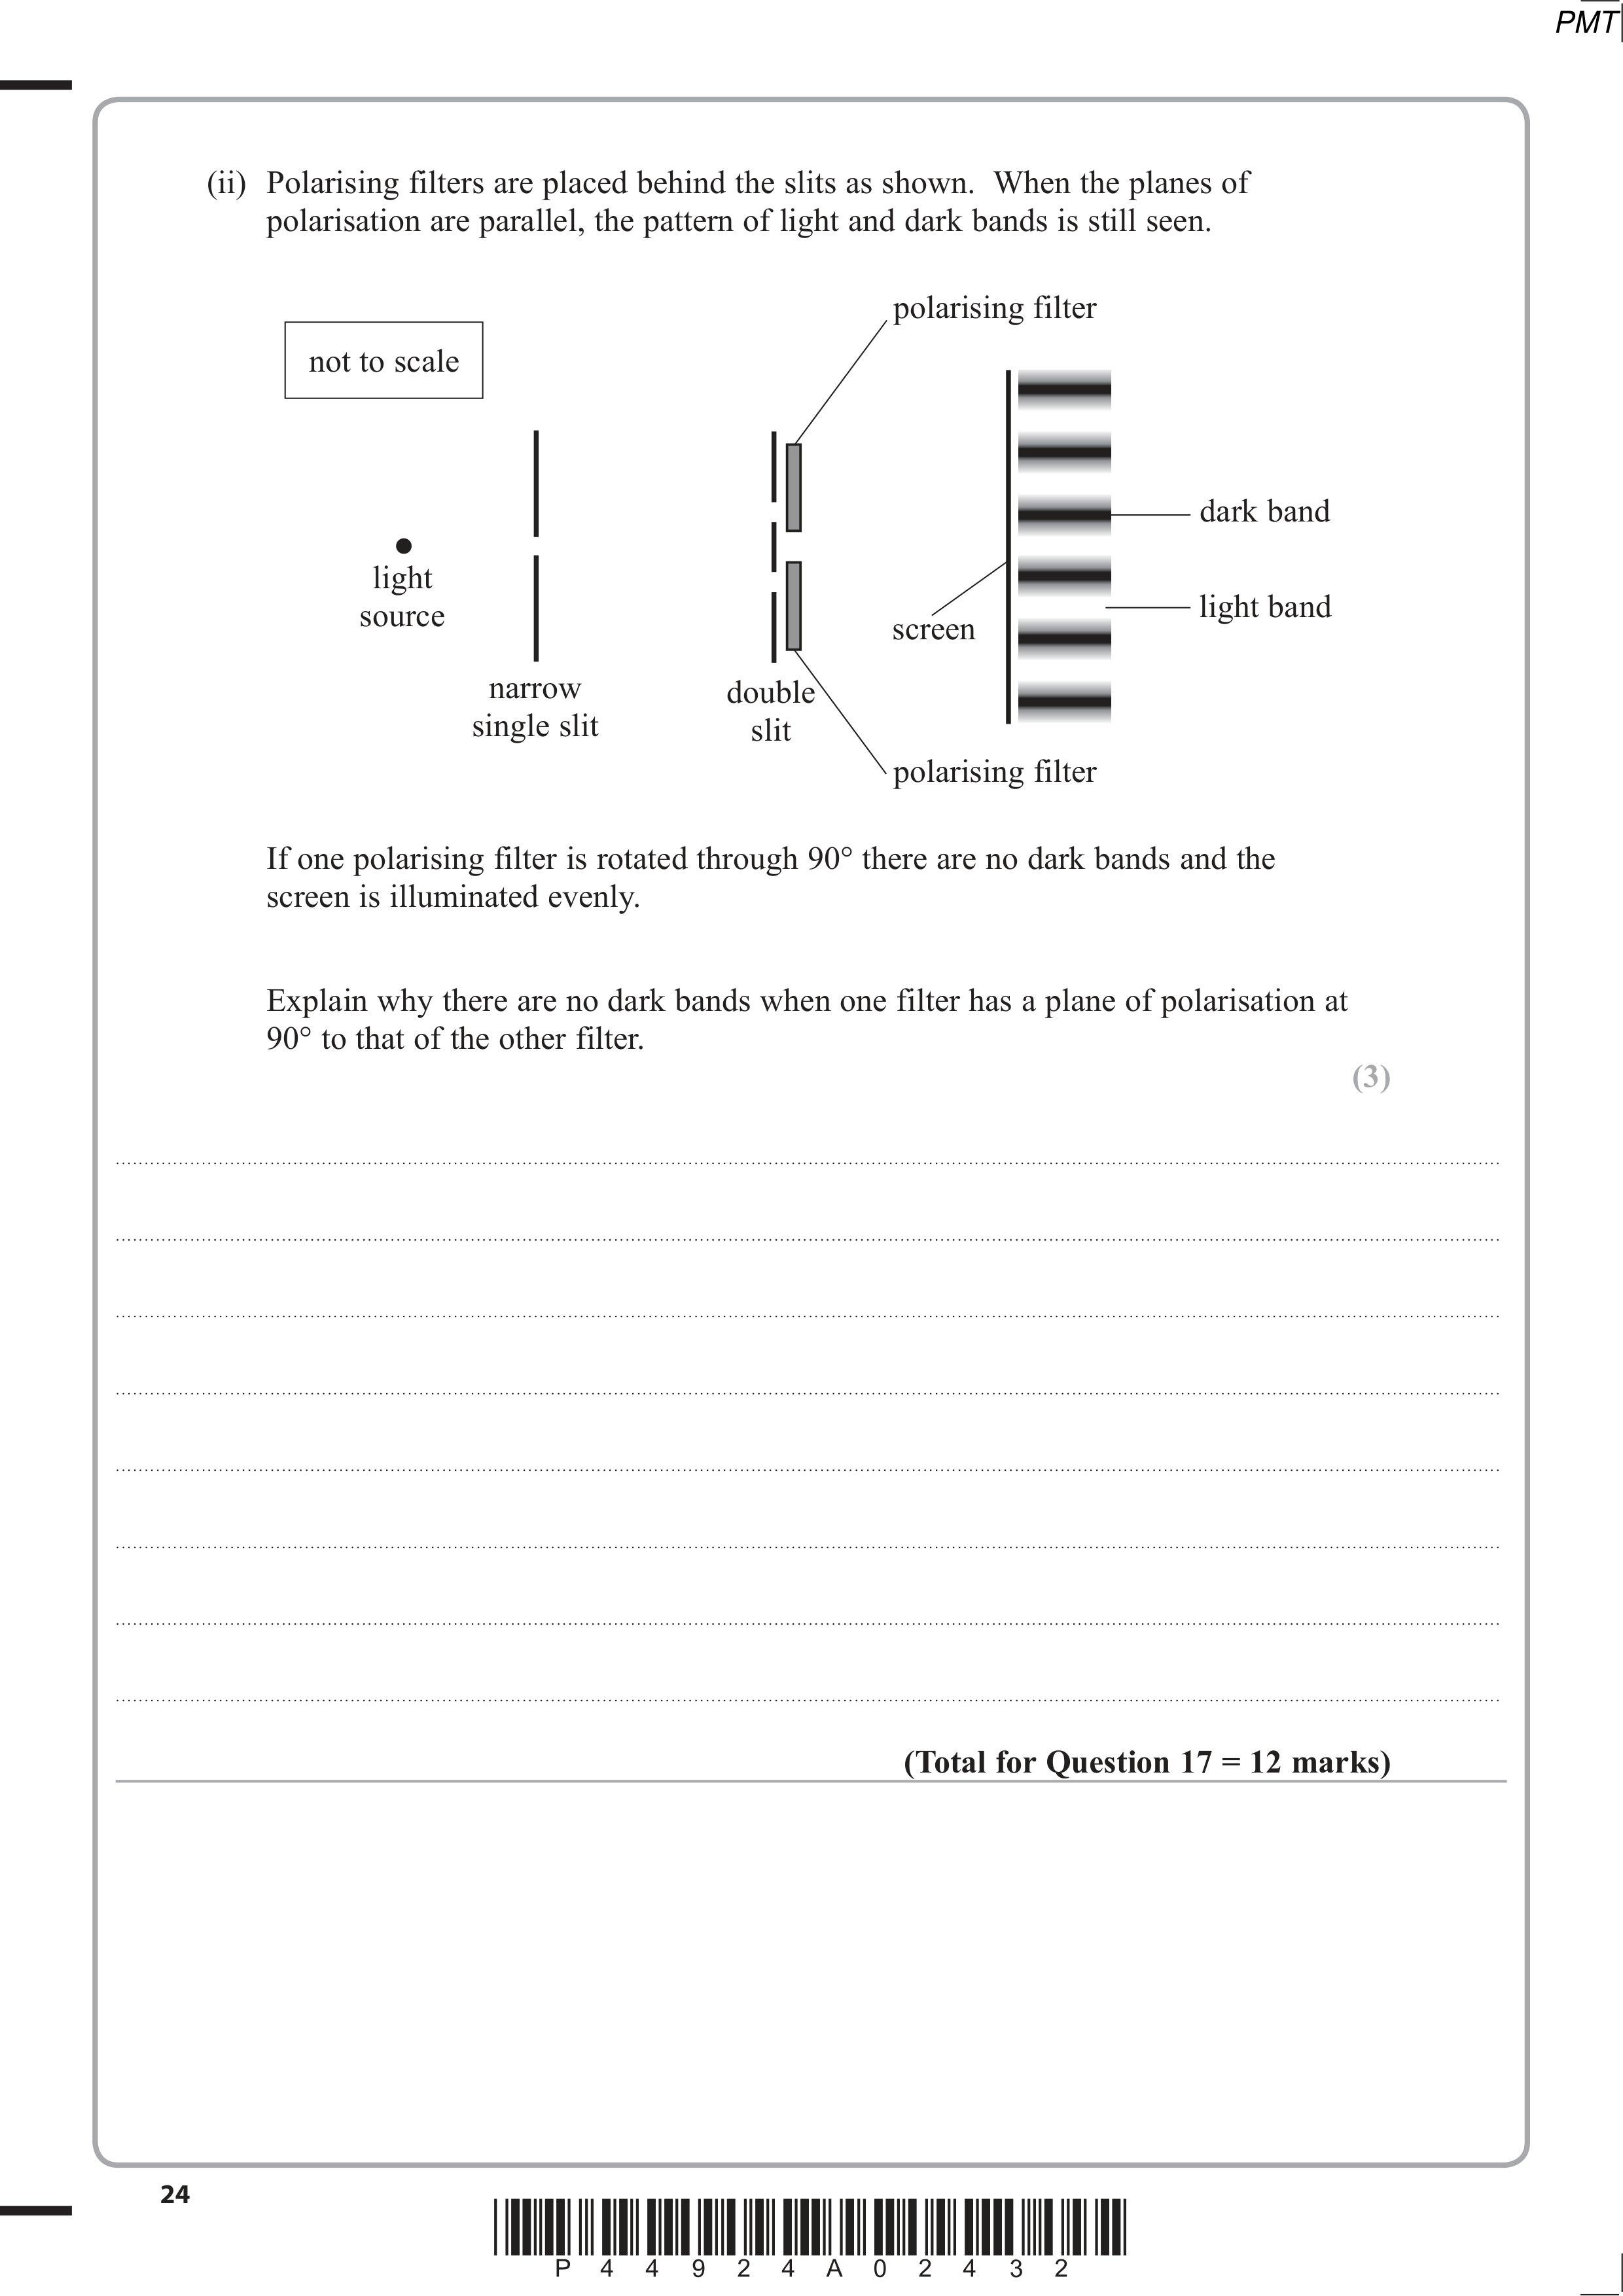 PMT
(ii) Polarising filters are placed behind the slits as shown. When the planes of
polarisation are parallel, the pattern of light and dark bands is still seen.
polarising filter
not to scale
dark band
light
source
light band
screen
narrow
single slit
double
slit
polarising filter
If one polarising filter is rotated through 90° there are no dark bands and the
screen is illuminated evenly.
Explain why there are no dark bands when one filter has a plane of polarisation at
90° to that of the other filter.
(3)
(Total for Question 17 = 12 marks)
24
P 4 4 9 2 4 A 0 2 4 3 2